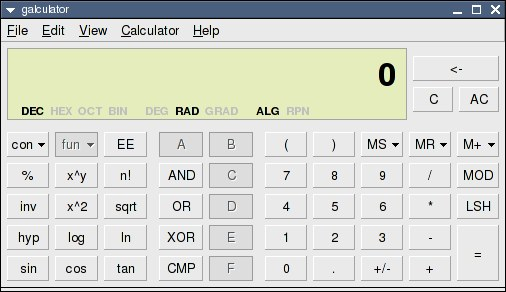 galculator
File Edit View Calculator Help
0
DEC HEX OCT BIN DEG RAD GRAD ALG RPN
<-
C AC
con fun EE A B ( ) MS MR M+
% x^y n! AND C 7 8 9 / MOD
inv x^2 sqrt OR D 4 5 6 * LSH
hyp log ln XOR E 1 2 3 - =
sin cos tan CMP F 0 . +/- +